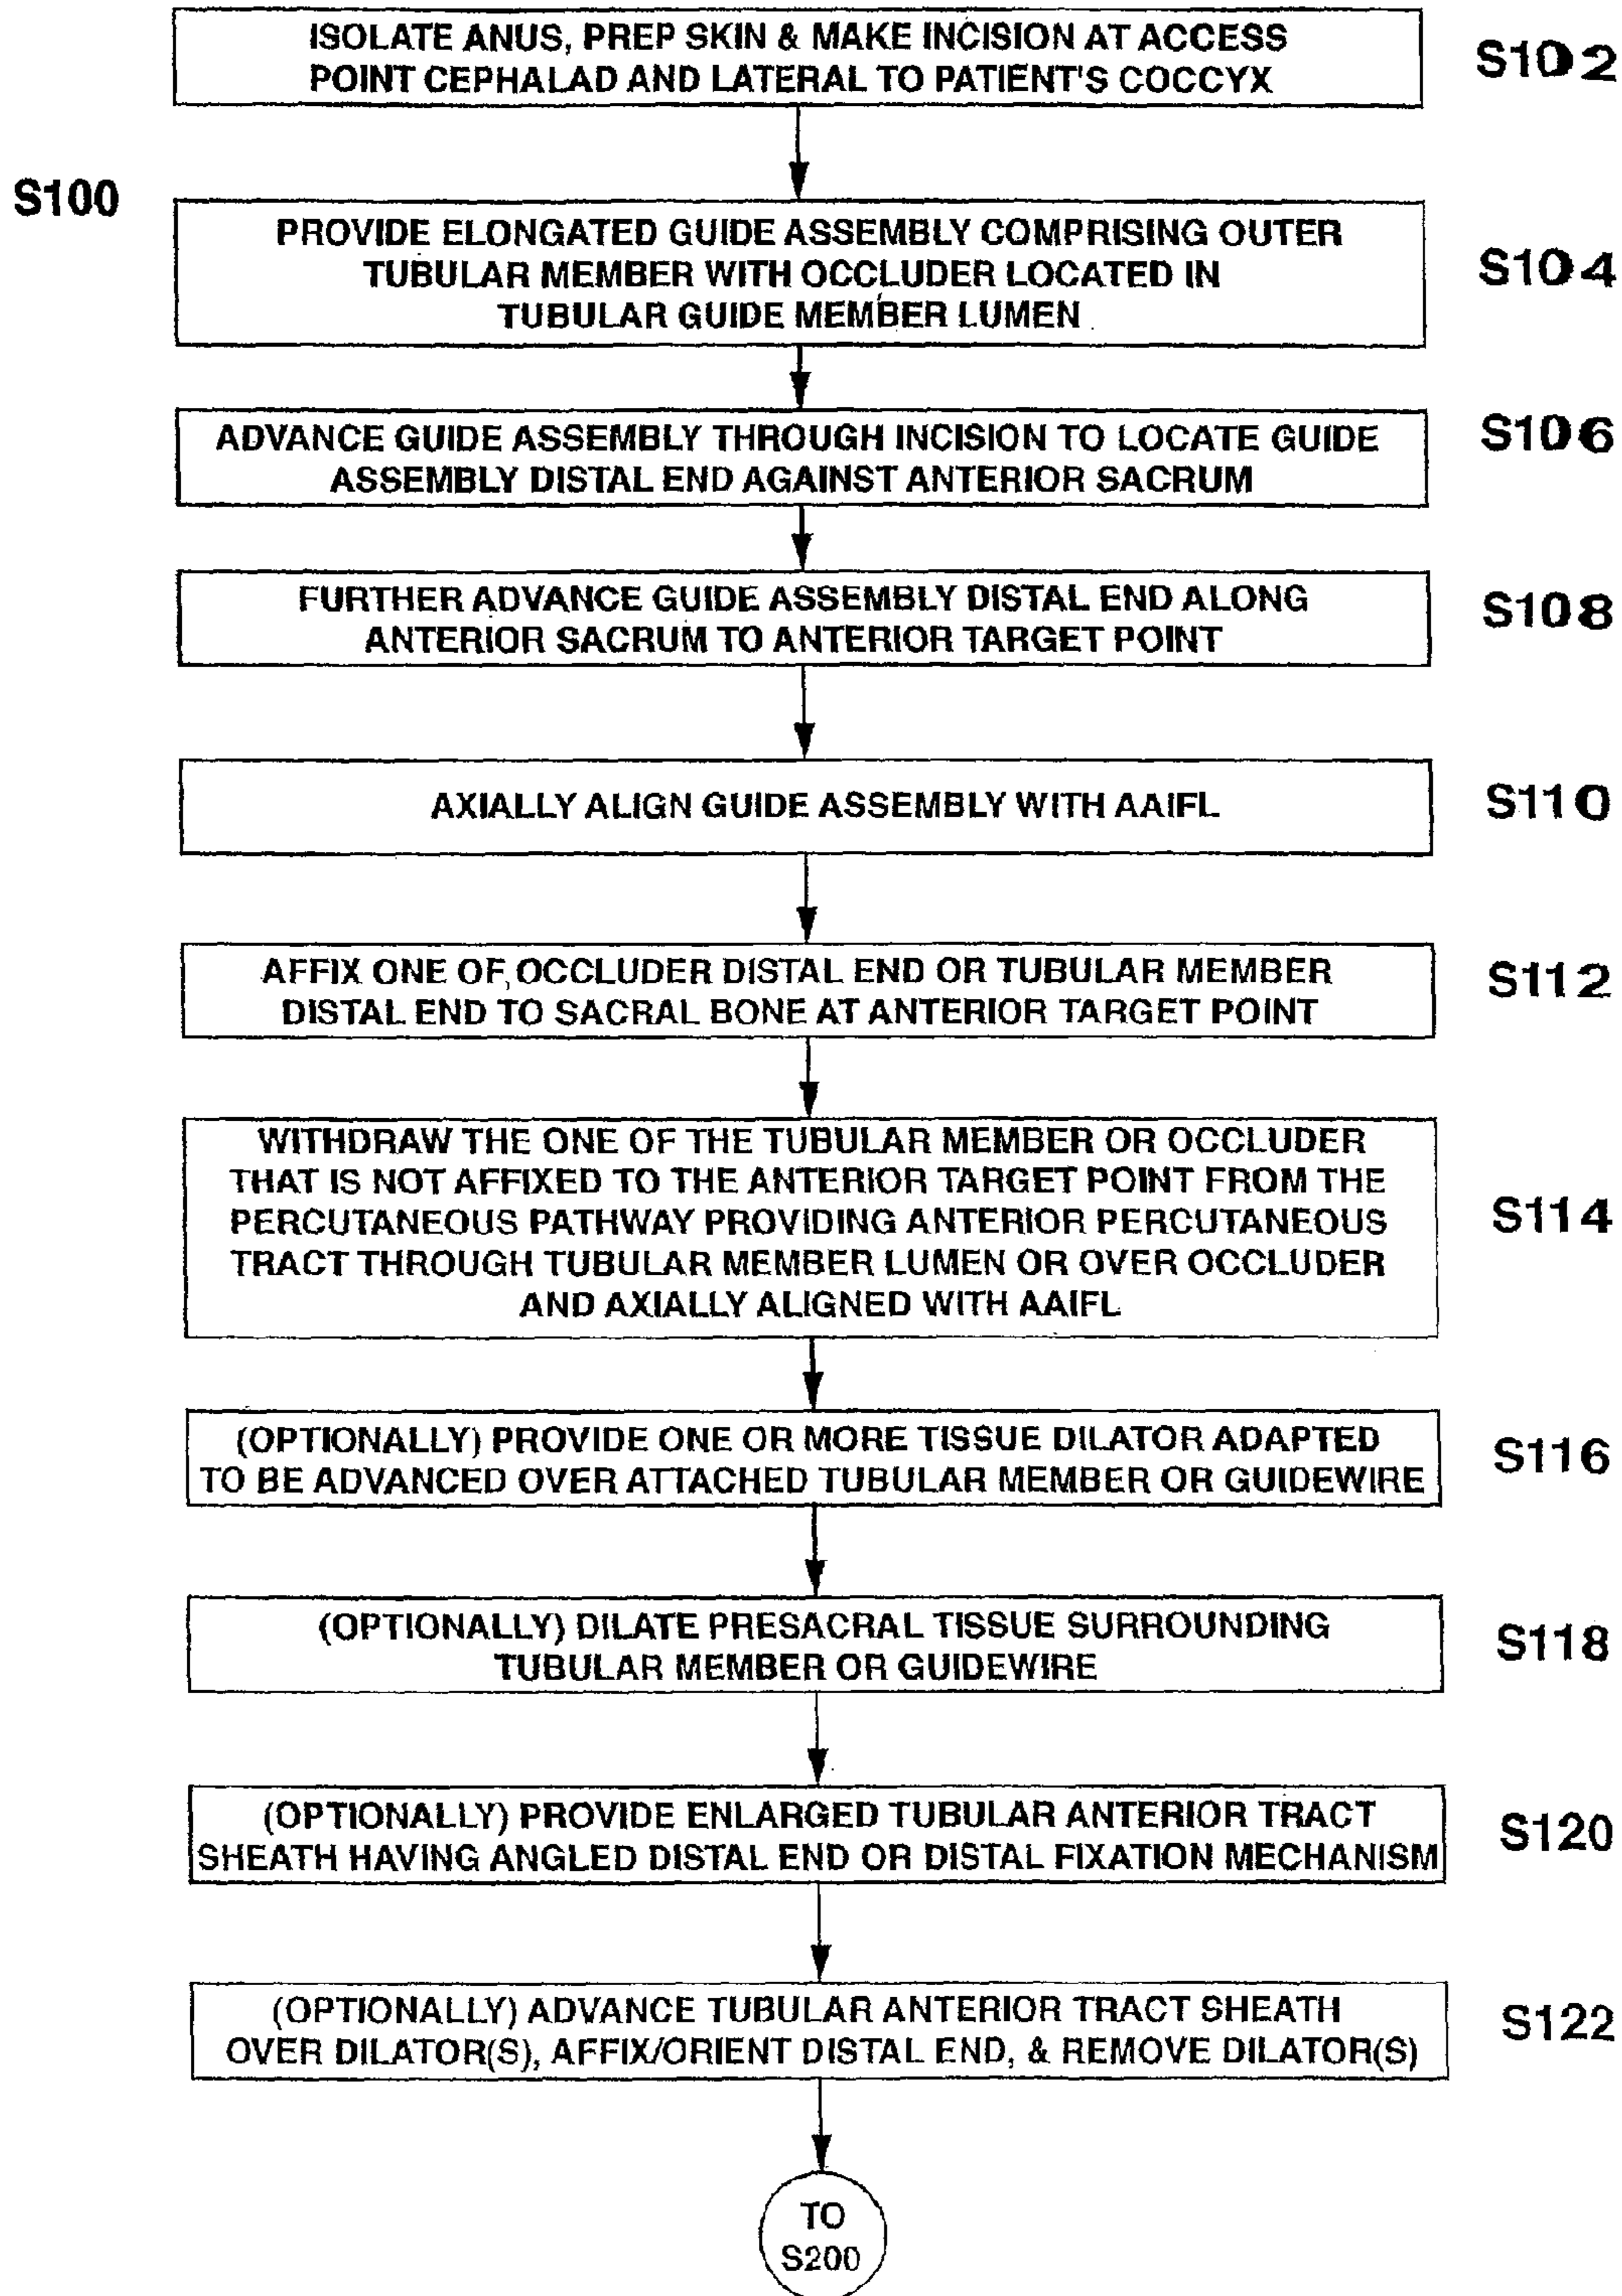 ISOLATE ANUS, PREP SKIN & MAKE INCISION AT ACCESS
POINT CEPHALAD AND LATERAL TO PATIENT'S COCCYX
S102
S100
PROVIDE ELONGATED GUIDE ASSEMBLY COMPRISING OUTER
TUBULAR MEMBER WITH OCCLUDER LOCATED IN
TUBULAR GUIDE MEMBER LUMEN
S104
ADVANCE GUIDE ASSEMBLY THROUGH INCISION TO LOCATE GUIDE
ASSEMBLY DISTAL END AGAINST ANTERIOR SACRUM
S106
FURTHER ADVANCE GUIDE ASSEMBLY DISTAL END ALONG
ANTERIOR SACRUM TO ANTERIOR TARGET POINT
S108
AXIALLY ALIGN GUIDE ASSEMBLY WITH AAIFL
S110
AFFIX ONE OF OCCLUDER DISTAL END OR TUBULAR MEMBER
DISTAL END TO SACRAL BONE AT ANTERIOR TARGET POINT
S112
WITHDRAW THE ONE OF THE TUBULAR MEMBER OR OCCLUDER
THAT IS NOT AFFIXED TO THE ANTERIOR TARGET POINT FROM THE
PERCUTANEOUS PATHWAY PROVIDING ANTERIOR PERCUTANEOUS
TRACT THROUGH TUBULAR MEMBER LUMEN OR OVER OCCLUDER
AND AXIALLY ALIGNED WITH AAIFL
S114
(OPTIONALLY) PROVIDE ONE OR MORE TISSUE DILATOR ADAPTED
TO BE ADVANCED OVER ATTACHED TUBULAR MEMBER OR GUIDEWIRE
S116
(OPTIONALLY) DILATE PRESACRAL TISSUE SURROUNDING
TUBULAR MEMBER OR GUIDEWIRE
S118
(OPTIONALLY) PROVIDE ENLARGED TUBULAR ANTERIOR TRACT
SHEATH HAVING ANGLED DISTAL END OR DISTAL FIXATION MECHANISM
S120
(OPTIONALLY) ADVANCE TUBULAR ANTERIOR TRACT SHEATH
OVER DILATOR(S), AFFIX/ORIENT DISTAL END, & REMOVE DILATOR(S)
S122
TO
S200